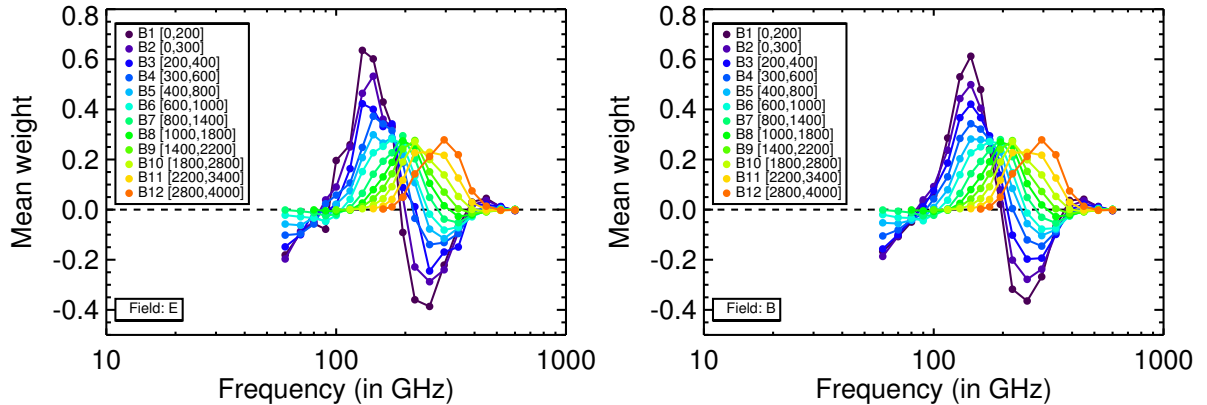 0.8
0.6
0.4
0.2
0.0
-0.2
-0.4
Mean weight
B1 [0,200]
B2 [0,300]
B3 [200,400]
B4 [300,600]
B5 [400,800]
B6 [600,1000]
B7 [800,1400]
B8 [1000,1800]
B9 [1400,2200]
B10 [1800,2800]
B11 [2200,3400]
B12 [2800,4000]
Field: E
10 100 1000
Frequency (in GHz)
0.8
0.6
0.4
0.2
0.0
-0.2
-0.4
Mean weight
B1 [0,200]
B2 [0,300]
B3 [200,400]
B4 [300,600]
B5 [400,800]
B6 [600,1000]
B7 [800,1400]
B8 [1000,1800]
B9 [1400,2200]
B10 [1800,2800]
B11 [2200,3400]
B12 [2800,4000]
Field: B
10 100 1000
Frequency (in GHz)